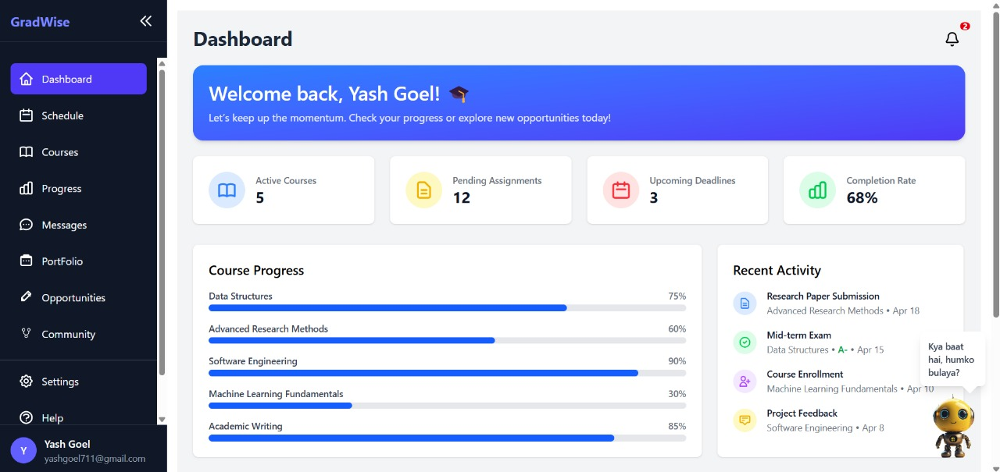 GradWise
Dashboard
Schedule
Courses
Progress
Messages
PortFolio
Opportunities
Community
Settings
Help
Y
Yash Goel
yashgoel711@gmail.com
Dashboard
2
Welcome back, Yash Goel!
Let's keep up the momentum. Check your progress or explore new opportunities today!
Active Courses
5
Pending Assignments
12
Upcoming Deadlines
3
Completion Rate
68%
Course Progress
Data Structures 75%
Advanced Research Methods 60%
Software Engineering 90%
Machine Learning Fundamentals 30%
Academic Writing 85%
Recent Activity
Research Paper Submission
Advanced Research Methods • Apr 18
Mid-term Exam
Data Structures • A- • Apr 15
Course Enrollment
Machine Learning Fundamentals • Apr 10
Project Feedback
Software Engineering • Apr 8
Kya baat
hai, humko
bulaya?